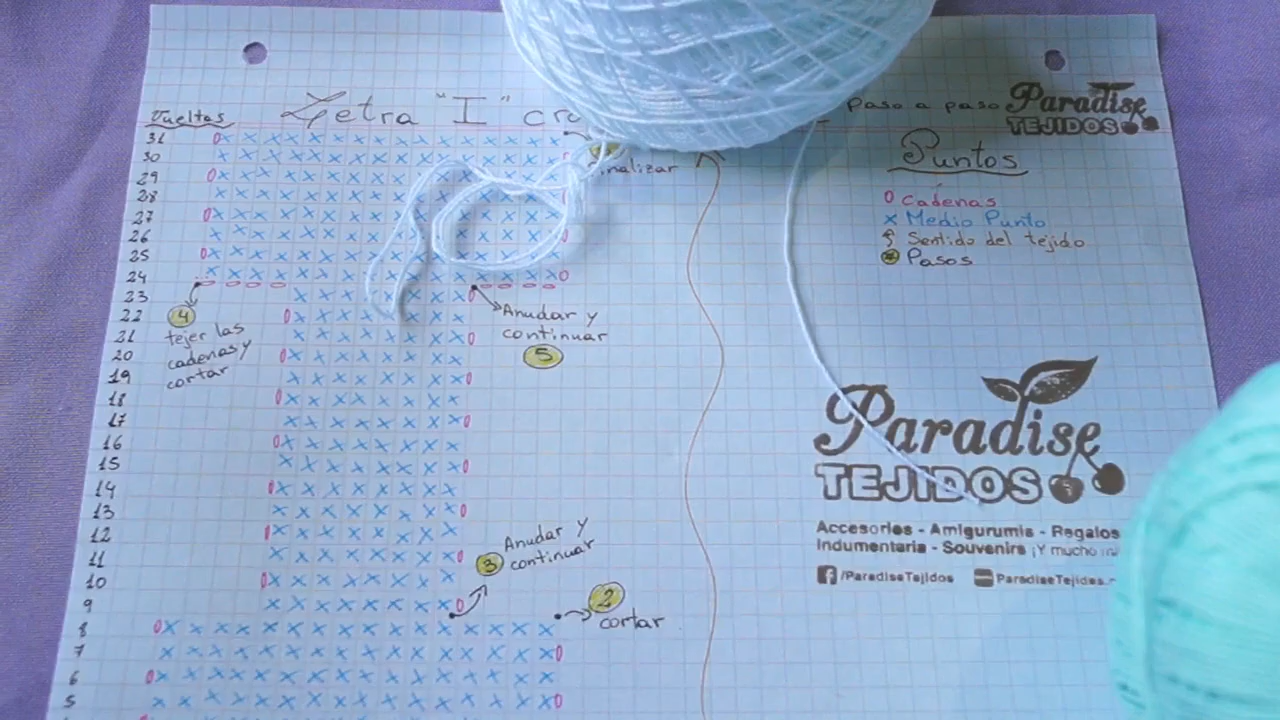 Letra "I" cro
Paso a paso
Paradise
TEJIDOS
Vueltas
31
30
29
28
27
26
25
24
23
22
21
20
19
18
17
16
15
14
13
12
11
10
9
8
7
6
5
Puntos
Cadenas
Medio Punto
Sentido del tejido
Pasos
4
tejer las
cadenas y
cortar
Anudar y
continuar
5
Anudar y
continuar
3
2
cortar
Paradise
TEJIDOS
Accesorios - Amigurumis - Regalos
Indumentaria - Souvenirs ¡Y mucho
/ParadiseTejidos
ParadiseTejidos.